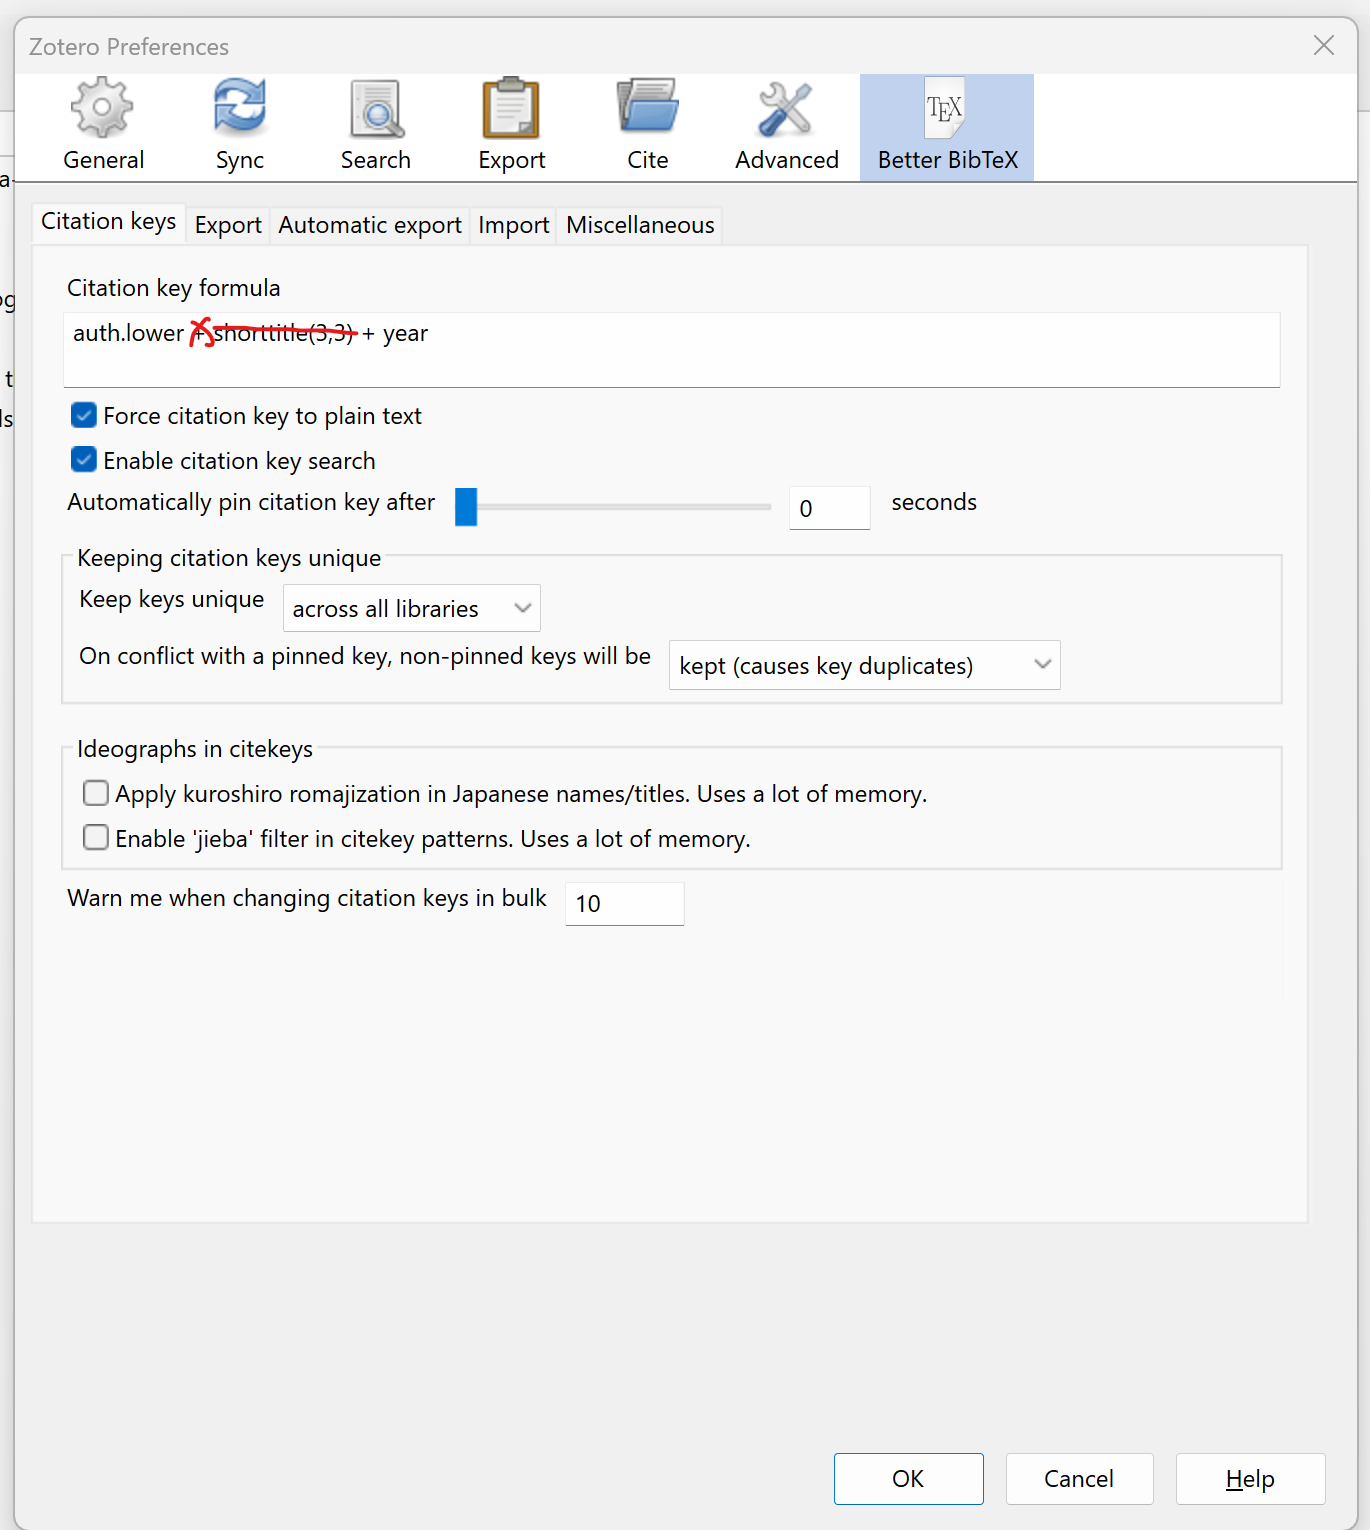 Zotero Preferences
General Sync Search Export Cite Advanced Better BibTeX
TEX
Citation keys Export Automatic export Import Miscellaneous
Citation key formula
auth.lower + shorttitle(3,3) + year
Force citation key to plain text
Enable citation key search
Automatically pin citation key after 0 seconds
Keeping citation keys unique
Keep keys unique across all libraries
On conflict with a pinned key, non-pinned keys will be kept (causes key duplicates)
Ideographs in citekeys
Apply kuroshiro romajization in Japanese names/titles. Uses a lot of memory.
Enable 'jieba' filter in citekey patterns. Uses a lot of memory.
Warn me when changing citation keys in bulk 10
OK Cancel Help